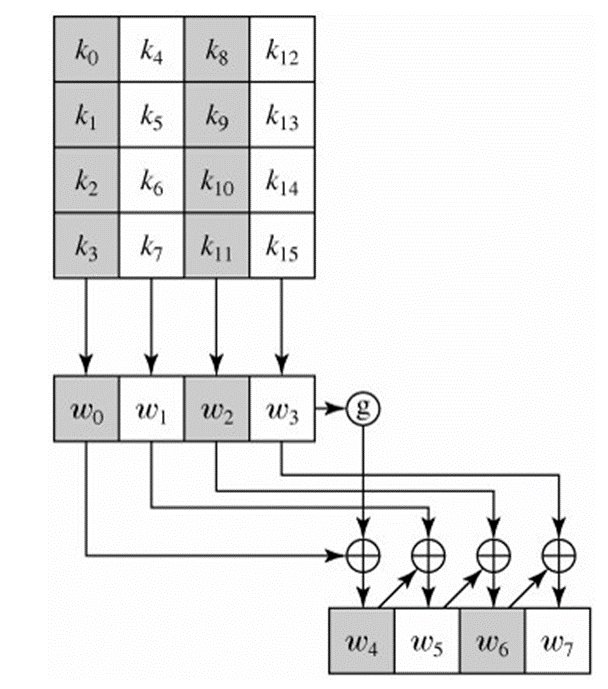 k₀ k₄ k₈ k₁₂
k₁ k₅ k₉ k₁₃
k₂ k₆ k₁₀ k₁₄
k₃ k₇ k₁₁ k₁₅
w₀ w₁ w₂ w₃ g
w₄ w₅ w₆ w₇